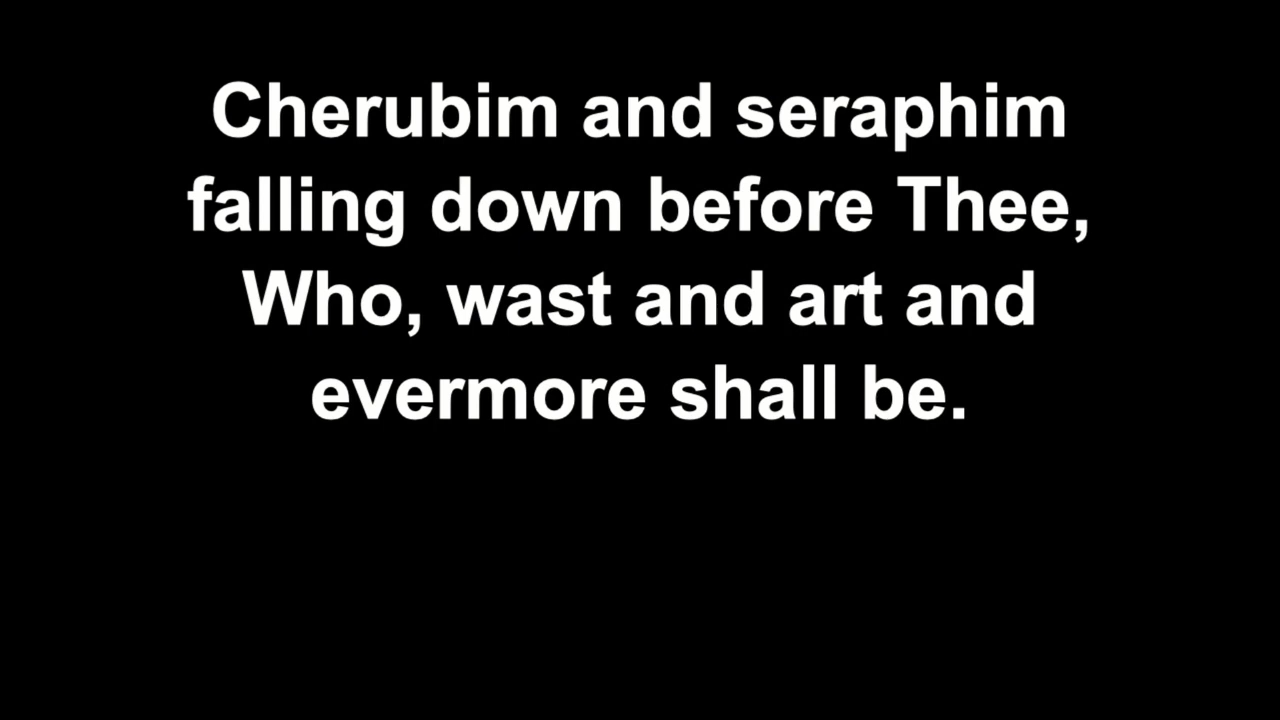 Cherubim and seraphim
falling down before Thee,
Who, wast and art and
evermore shall be.